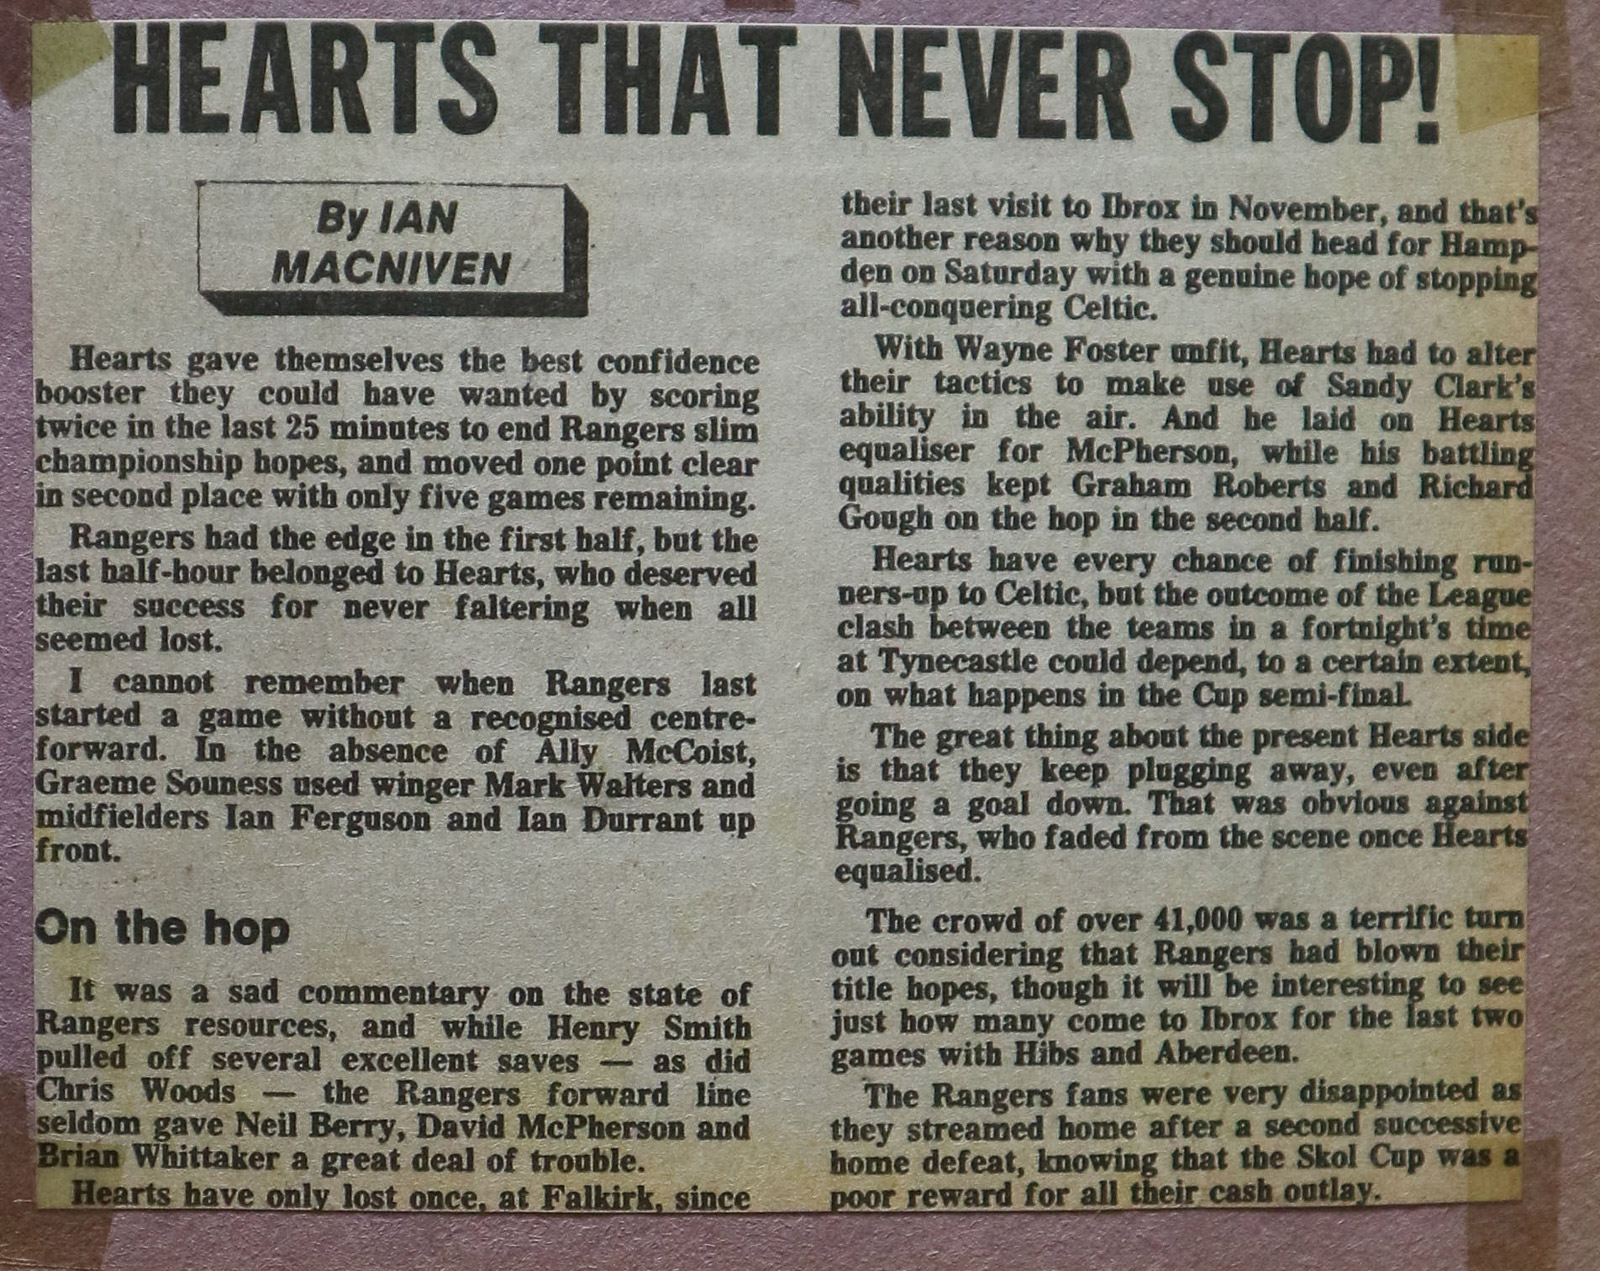 HEARTS THAT NEVER STOP!
By IAN
MACNIVEN
Hearts gave themselves the best confidence
booster they could have wanted by scoring
twice in the last 25 minutes to end Rangers slim
championship hopes, and moved one point clear
in second place with only five games remaining.
Rangers had the edge in the first half, but the
last half-hour belonged to Hearts, who deserved
their success for never faltering when all
seemed lost.
I cannot remember when Rangers last
started a game without a recognised centre-
forward. In the absence of Ally McCoist,
Graeme Souness used winger Mark Walters and
midfielders Ian Ferguson and Ian Durrant up
front.
On the hop
It was a sad commentary on the state of
Rangers resources, and while Henry Smith
pulled off several excellent saves — as did
Chris Woods — the Rangers forward line
seldom gave Neil Berry, David McPherson and
Brian Whittaker a great deal of trouble.
Hearts have only lost once, at Falkirk, since
their last visit to Ibrox in November, and that's
another reason why they should head for Hamp-
den on Saturday with a genuine hope of stopping
all-conquering Celtic.
With Wayne Foster unfit, Hearts had to alter
their tactics to make use of Sandy Clark's
ability in the air. And he laid on Hearts
equaliser for McPherson, while his battling
qualities kept Graham Roberts and Richard
Gough on the hop in the second half.
Hearts have every chance of finishing run-
ners-up to Celtic, but the outcome of the League
clash between the teams in a fortnight's time
at Tynecastle could depend, to a certain extent,
on what happens in the Cup semi-final.
The great thing about the present Hearts side
is that they keep plugging away, even after
going a goal down. That was obvious against
Rangers, who faded from the scene once Hearts
equalised.
The crowd of over 41,000 was a terrific turn
out considering that Rangers had blown their
title hopes, though it will be interesting to see
just how many come to Ibrox for the last two
games with Hibs and Aberdeen.
The Rangers fans were very disappointed as
they streamed home after a second successive
home defeat, knowing that the Skol Cup was a
poor reward for all their cash outlay.